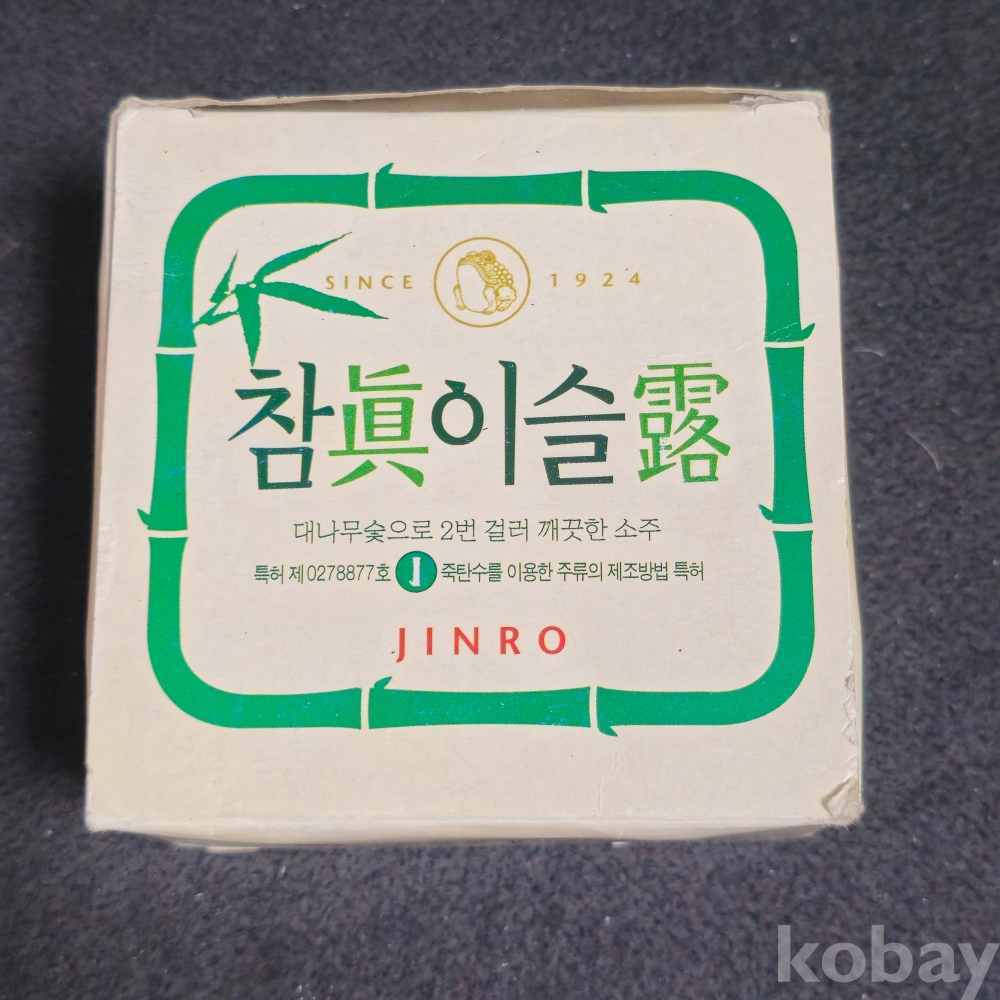 SINCE 1924
참眞이슬露
대나무숯으로 2번 걸러 깨끗한 소주
특허 제0278877호 J 죽탄수를 이용한 주류의 제조방법 특허
JINRO
kobay